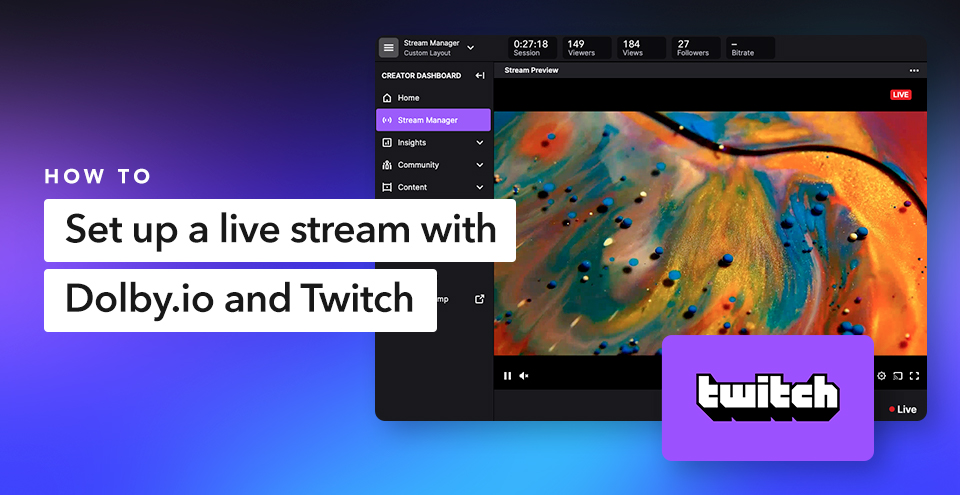 HOW TO
Set up a live stream with
Dolby.io and Twitch
Stream Manager
Custom Layout
0:27:18
Session
149
Viewers
184
Views
27
Followers
–
Bitrate
CREATOR DASHBOARD
Home
Stream Manager
Insights
Community
Content
Stream Preview
LIVE
Live
twitch